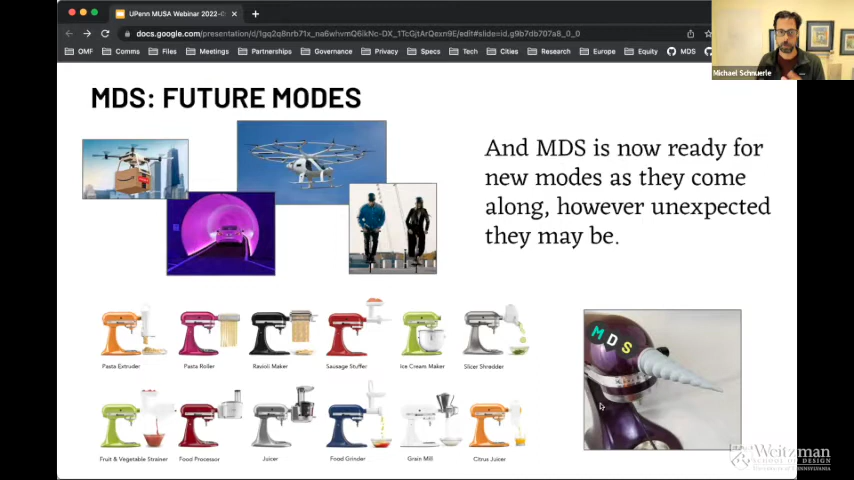 UPenn MUSA Webinar 2022-0
docs.google.com/presentation/d/1gq2q8nrb71x_na6whvmQ6ikNc-DX_1TcGjtArQexn9E/edit#slide=id.g9b7db707a8_0_0
OMF Comms Files Meetings Partnerships Governance Privacy Specs Tech Cities Research Europe Equity MDS
Michael Schnuerle
MDS: FUTURE MODES
And MDS is now ready for
new modes as they come
along, however unexpected
they may be.
Pasta Extruder Pasta Roller Ravioli Maker Sausage Stuffer Ice Cream Maker Slicer Shredder
MDS
Fruit & Vegetable Strainer Food Processor Juicer Food Grinder Grain Mill Citrus Juicer
Weitzman
SCHOOL OF DESIGN
UNIVERSITY OF PENNSYLVANIA